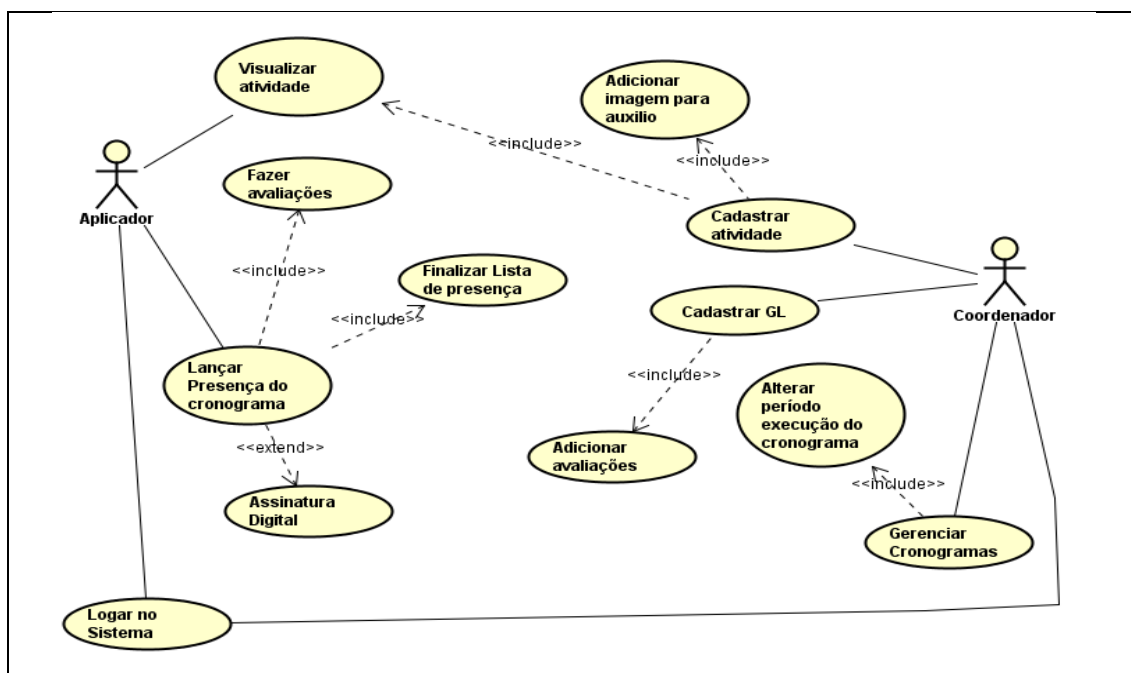 Visualizar
atividade
Adicionar
imagem para
auxilio
<<include>>
<<include>>
Aplicador
Fazer
avaliações
Cadastrar
atividade
<<include>>
Finalizar Lista
de presença
<<include>>
Cadastrar GL
Coordenador
Lançar
Presença do
cronograma
<<include>>
Alterar
período
execução do
cronograma
<<extend>>
Adicionar
avaliações
<<include>>
Assinatura
Digital
Gerenciar
Cronogramas
Logar no
Sistema